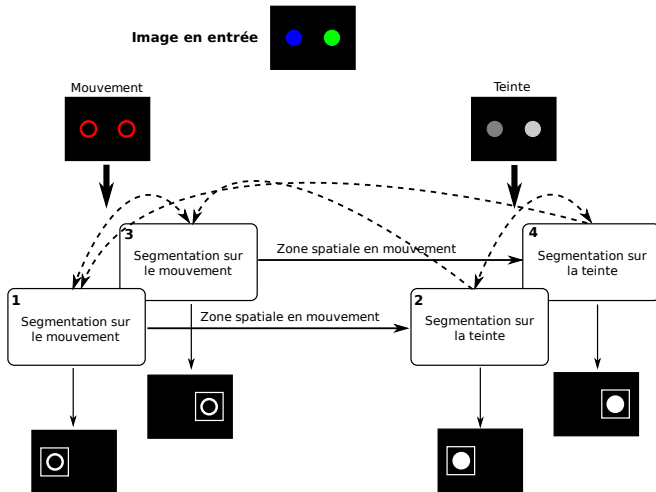 Image en entrée
Mouvement
Teinte
3
Segmentation sur
le mouvement
Zone spatiale en mouvement
4
Segmentation sur
la teinte
1
Segmentation sur
le mouvement
Zone spatiale en mouvement
2
Segmentation sur
la teinte